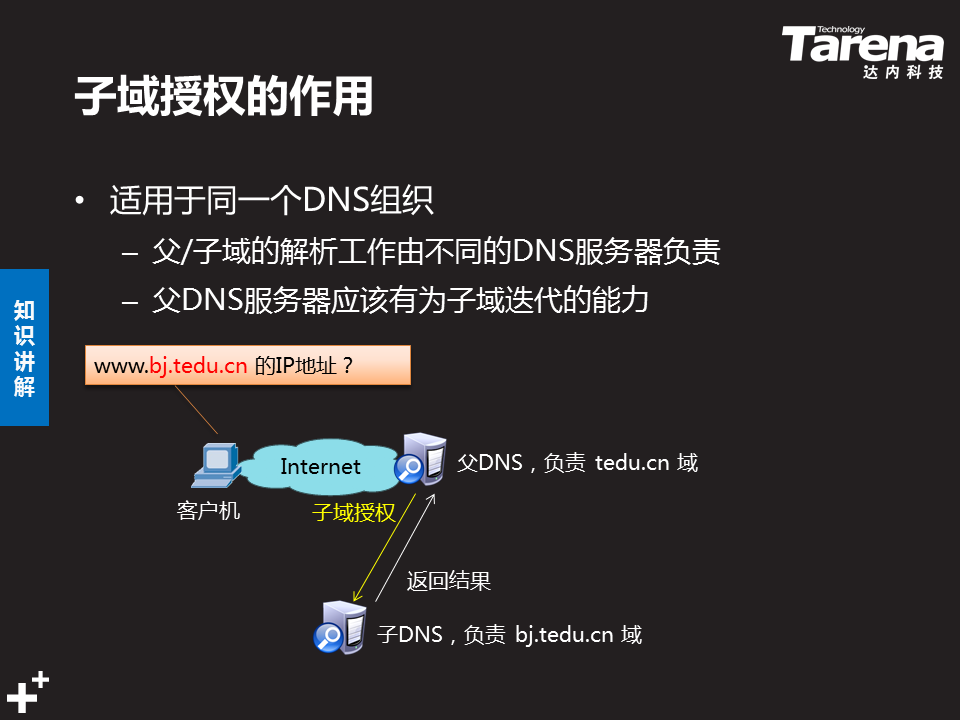 Technology
Tarena
达内科技
子域授权的作用
• 适用于同一个DNS组织
– 父/子域的解析工作由不同的DNS服务器负责
– 父DNS服务器应该有为子域迭代的能力
知识讲解
www.bj.tedu.cn 的IP地址？
Internet
父DNS，负责 tedu.cn 域
客户机
子域授权
返回结果
子DNS，负责 bj.tedu.cn 域